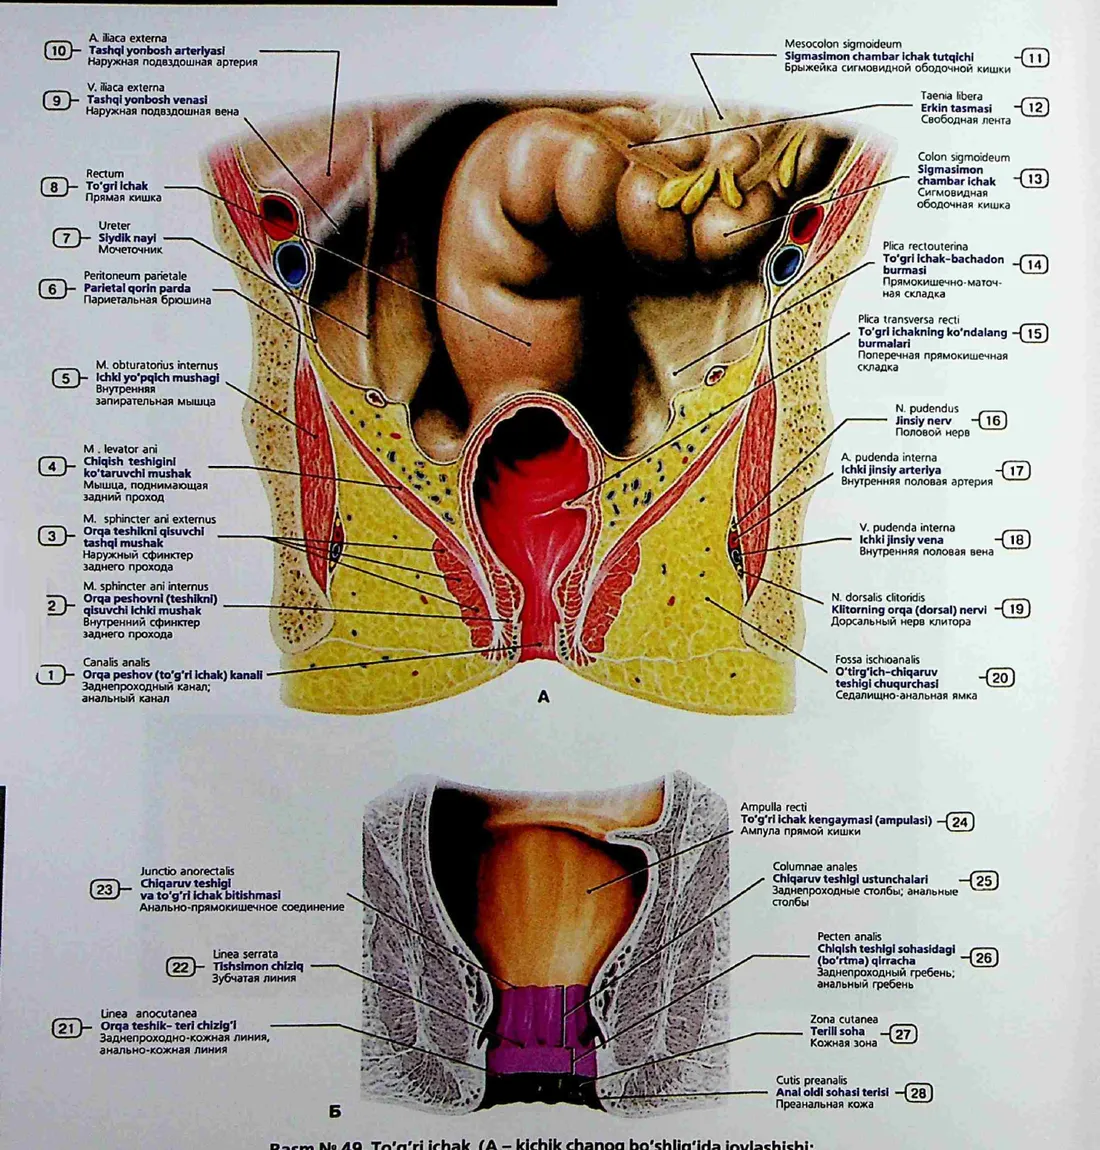 10
A. iliaca externa
Tashqi yonbosh arteriyasi
Наружная подвздошная артерия
9
V. iliaca externa
Tashqi yonbosh venasi
Наружная подвздошная вена
8
Rectum
To'g'ri ichak
Прямая кишка
7
Ureter
Siydik nayi
Мочеточник
6
Peritoneum parietale
Parietal qorin parda
Париетальная брюшина
5
M. obturatorius internus
Ichki yo'pqich mushagi
Внутренняя
запирательная мышца
4
M . levator ani
Chiqish teshigini
ko'taruvchi mushak
Мышца, поднимающая
задний проход
3
M. sphincter ani externus
Orqa teshikni qisuvchi
tashqi mushak
Наружный сфинктер
заднего прохода
2
M. sphincter ani internus
Orqa peshovni (teshikni)
qisuvchi ichki mushak
Внутренний сфинктер
заднего прохода
1
Canalis analis
Orqa peshov (to'g'ri ichak) kanali
Заднепроходный канал;
анальный канал
Mesocolon sigmoideum
Sigmasimon chambar ichak tutqichi
Брыжейка сигмовидной ободочной кишки
11
Taenia libera
Erkin tasmasi
Свободная лента
12
Colon sigmoideum
Sigmasimon
chambar ichak
Сигмовидная
ободочная кишка
13
Plica rectouterina
To'g'ri ichak-bachadon
burmasi
Прямокишечно-маточ-
ная складка
14
Plica transversa recti
To'g'ri ichakning ko'ndalang
burmalari
Поперечная прямокишечная
складка
15
N. pudendus
Jinsiy nerv
Половой нерв
16
A. pudenda interna
Ichki jinsiy arteriya
Внутренняя половая артерия
17
V. pudenda interna
Ichki jinsiy vena
Внутренняя половая вена
18
N. dorsalis clitoridis
Klitorning orqa (dorsal) nervi
Дорсальный нерв клитора
19
Fossa ischioanalis
O'tirg'ich-chiqaruv
teshigi chuqurchasi
Седалищно-анальная ямка
20
А
23
Junctio anorectalis
Chiqaruv teshigi
va to'g'ri ichak bitishmasi
Анально-прямокишечное соединение
22
Linea serrata
Tishsimon chiziq
Зубчатая линия
21
Linea anocutanea
Orqa teshik- teri chizig'i
Заднепроходно-кожная линия,
анально-кожная линия
Ampulla recti
To'g'ri ichak kengaymasi (ampulasi)
Ампула прямой кишки
24
Columnae anales
Chiqaruv teshigi ustunchalari
Заднепроходные столбы; анальные
столбы
25
Pecten analis
Chiqish teshigi sohasidagi
(bo'rtma) qirracha
Заднепроходный гребень;
анальный гребень
26
Zona cutanea
Terili soha
Кожная зона
27
Cutis preanalis
Anal oldi sohasi terisi
Преанальная кожа
28
Б
Rasm № 49. To'g'ri ichak. (A – kichik chanoq bo'shlig'ida joylashishi;